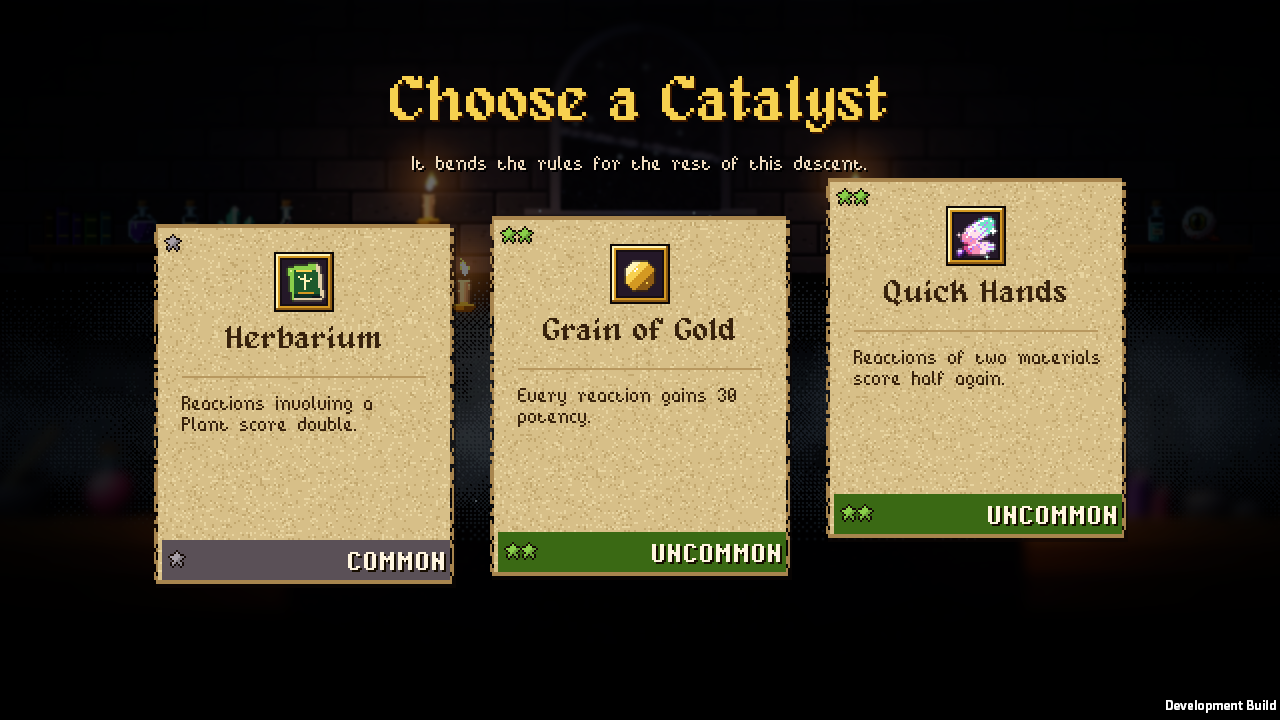 Choose a Catalyst
It bends the rules for the rest of this descent.
Herbarium
Reactions involving a
Plant score double.
COMMON
Grain of Gold
Every reaction gains 30
potency.
UNCOMMON
Quick Hands
Reactions of two materials
score half again.
UNCOMMON
Development Build